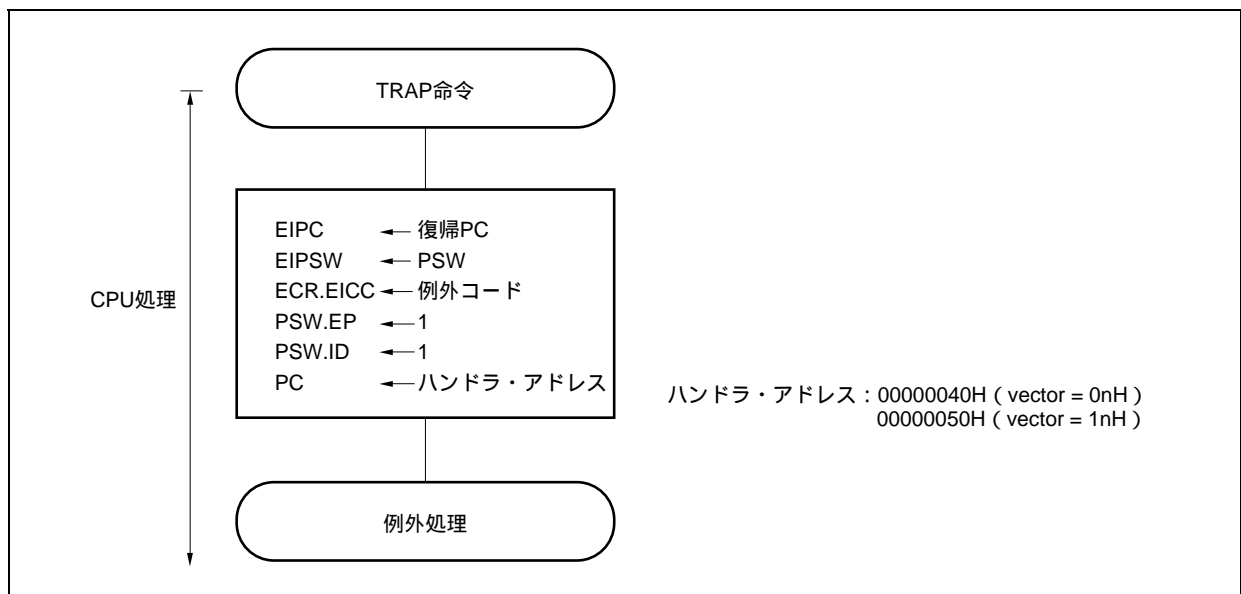 TRAP命令
EIPC ← 復帰PC
EIPSW ← PSW
ECR.EICC ← 例外コード
PSW.EP ← 1
PSW.ID ← 1
PC ← ハンドラ・アドレス
CPU処理
ハンドラ・アドレス：00000040H（vector = 0nH）
00000050H（vector = 1nH）
例外処理